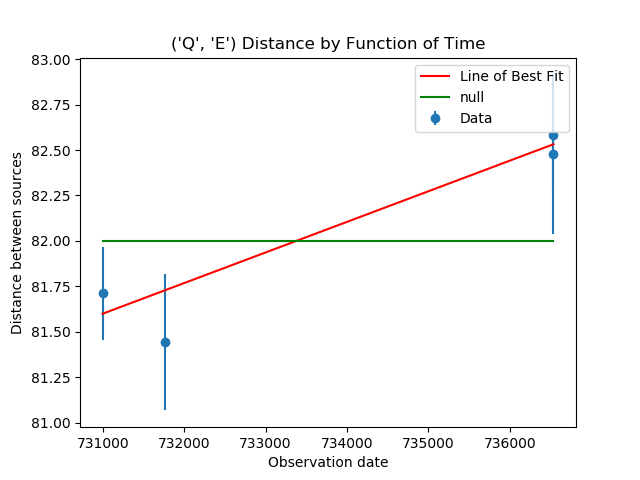 ('Q', 'E') Distance by Function of Time
Line of Best Fit
null
Data
83.00
82.75
82.50
82.25
82.00
81.75
81.50
81.25
81.00
Distance between sources
731000 732000 733000 734000 735000 736000
Observation date